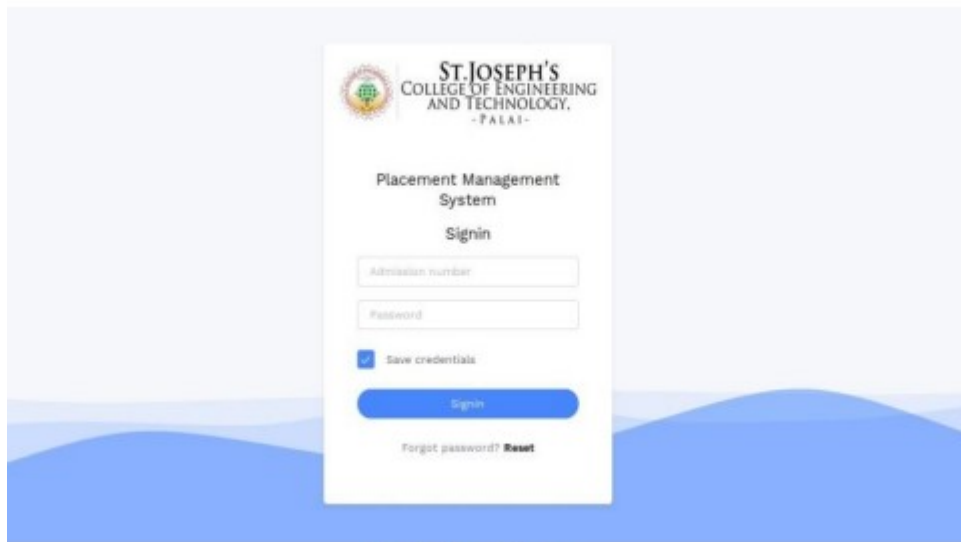 ST.JOSEPH'S
COLLEGE OF ENGINEERING
AND TECHNOLOGY,
-PALAI-
Placement Management
System
Signin
Admission number
Password
Save credentials
Signin
Forgot password? Reset